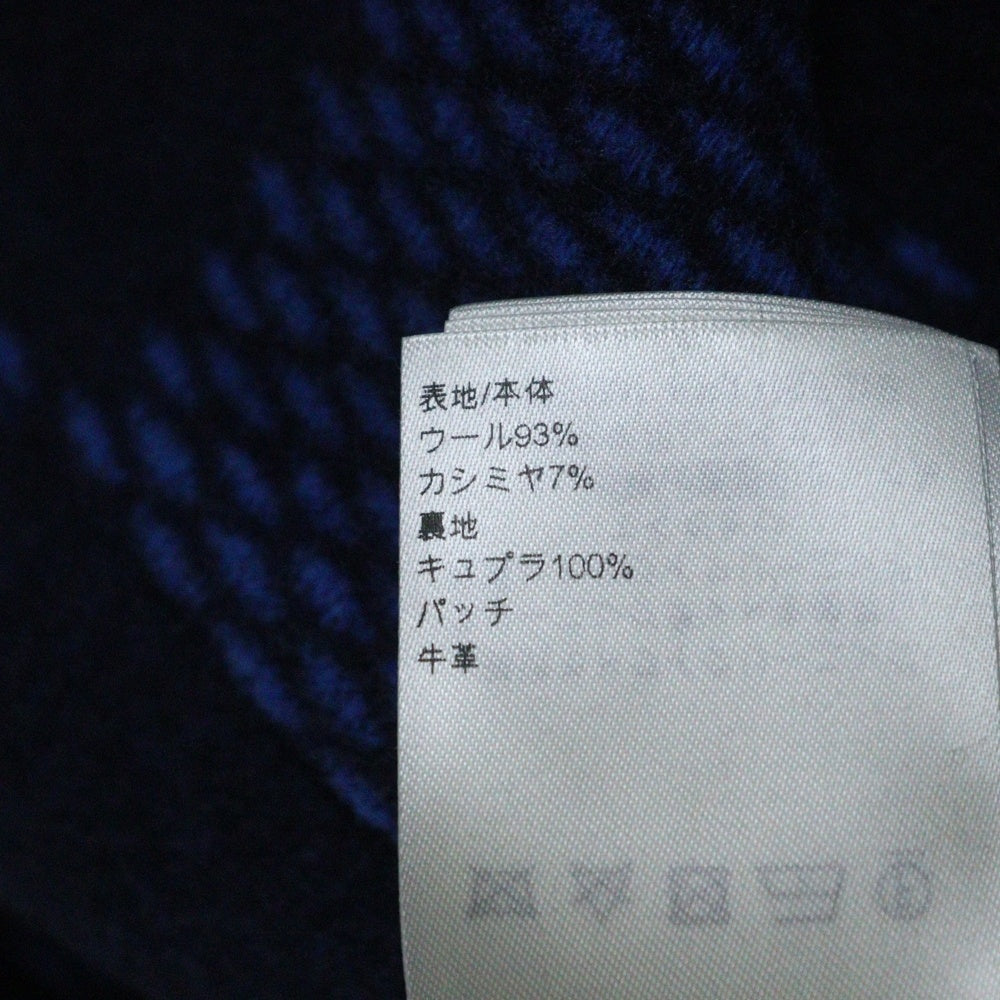 表地/本体
ウール93%
カシミヤ7%
裏地
キュプラ100%
パッチ
牛革